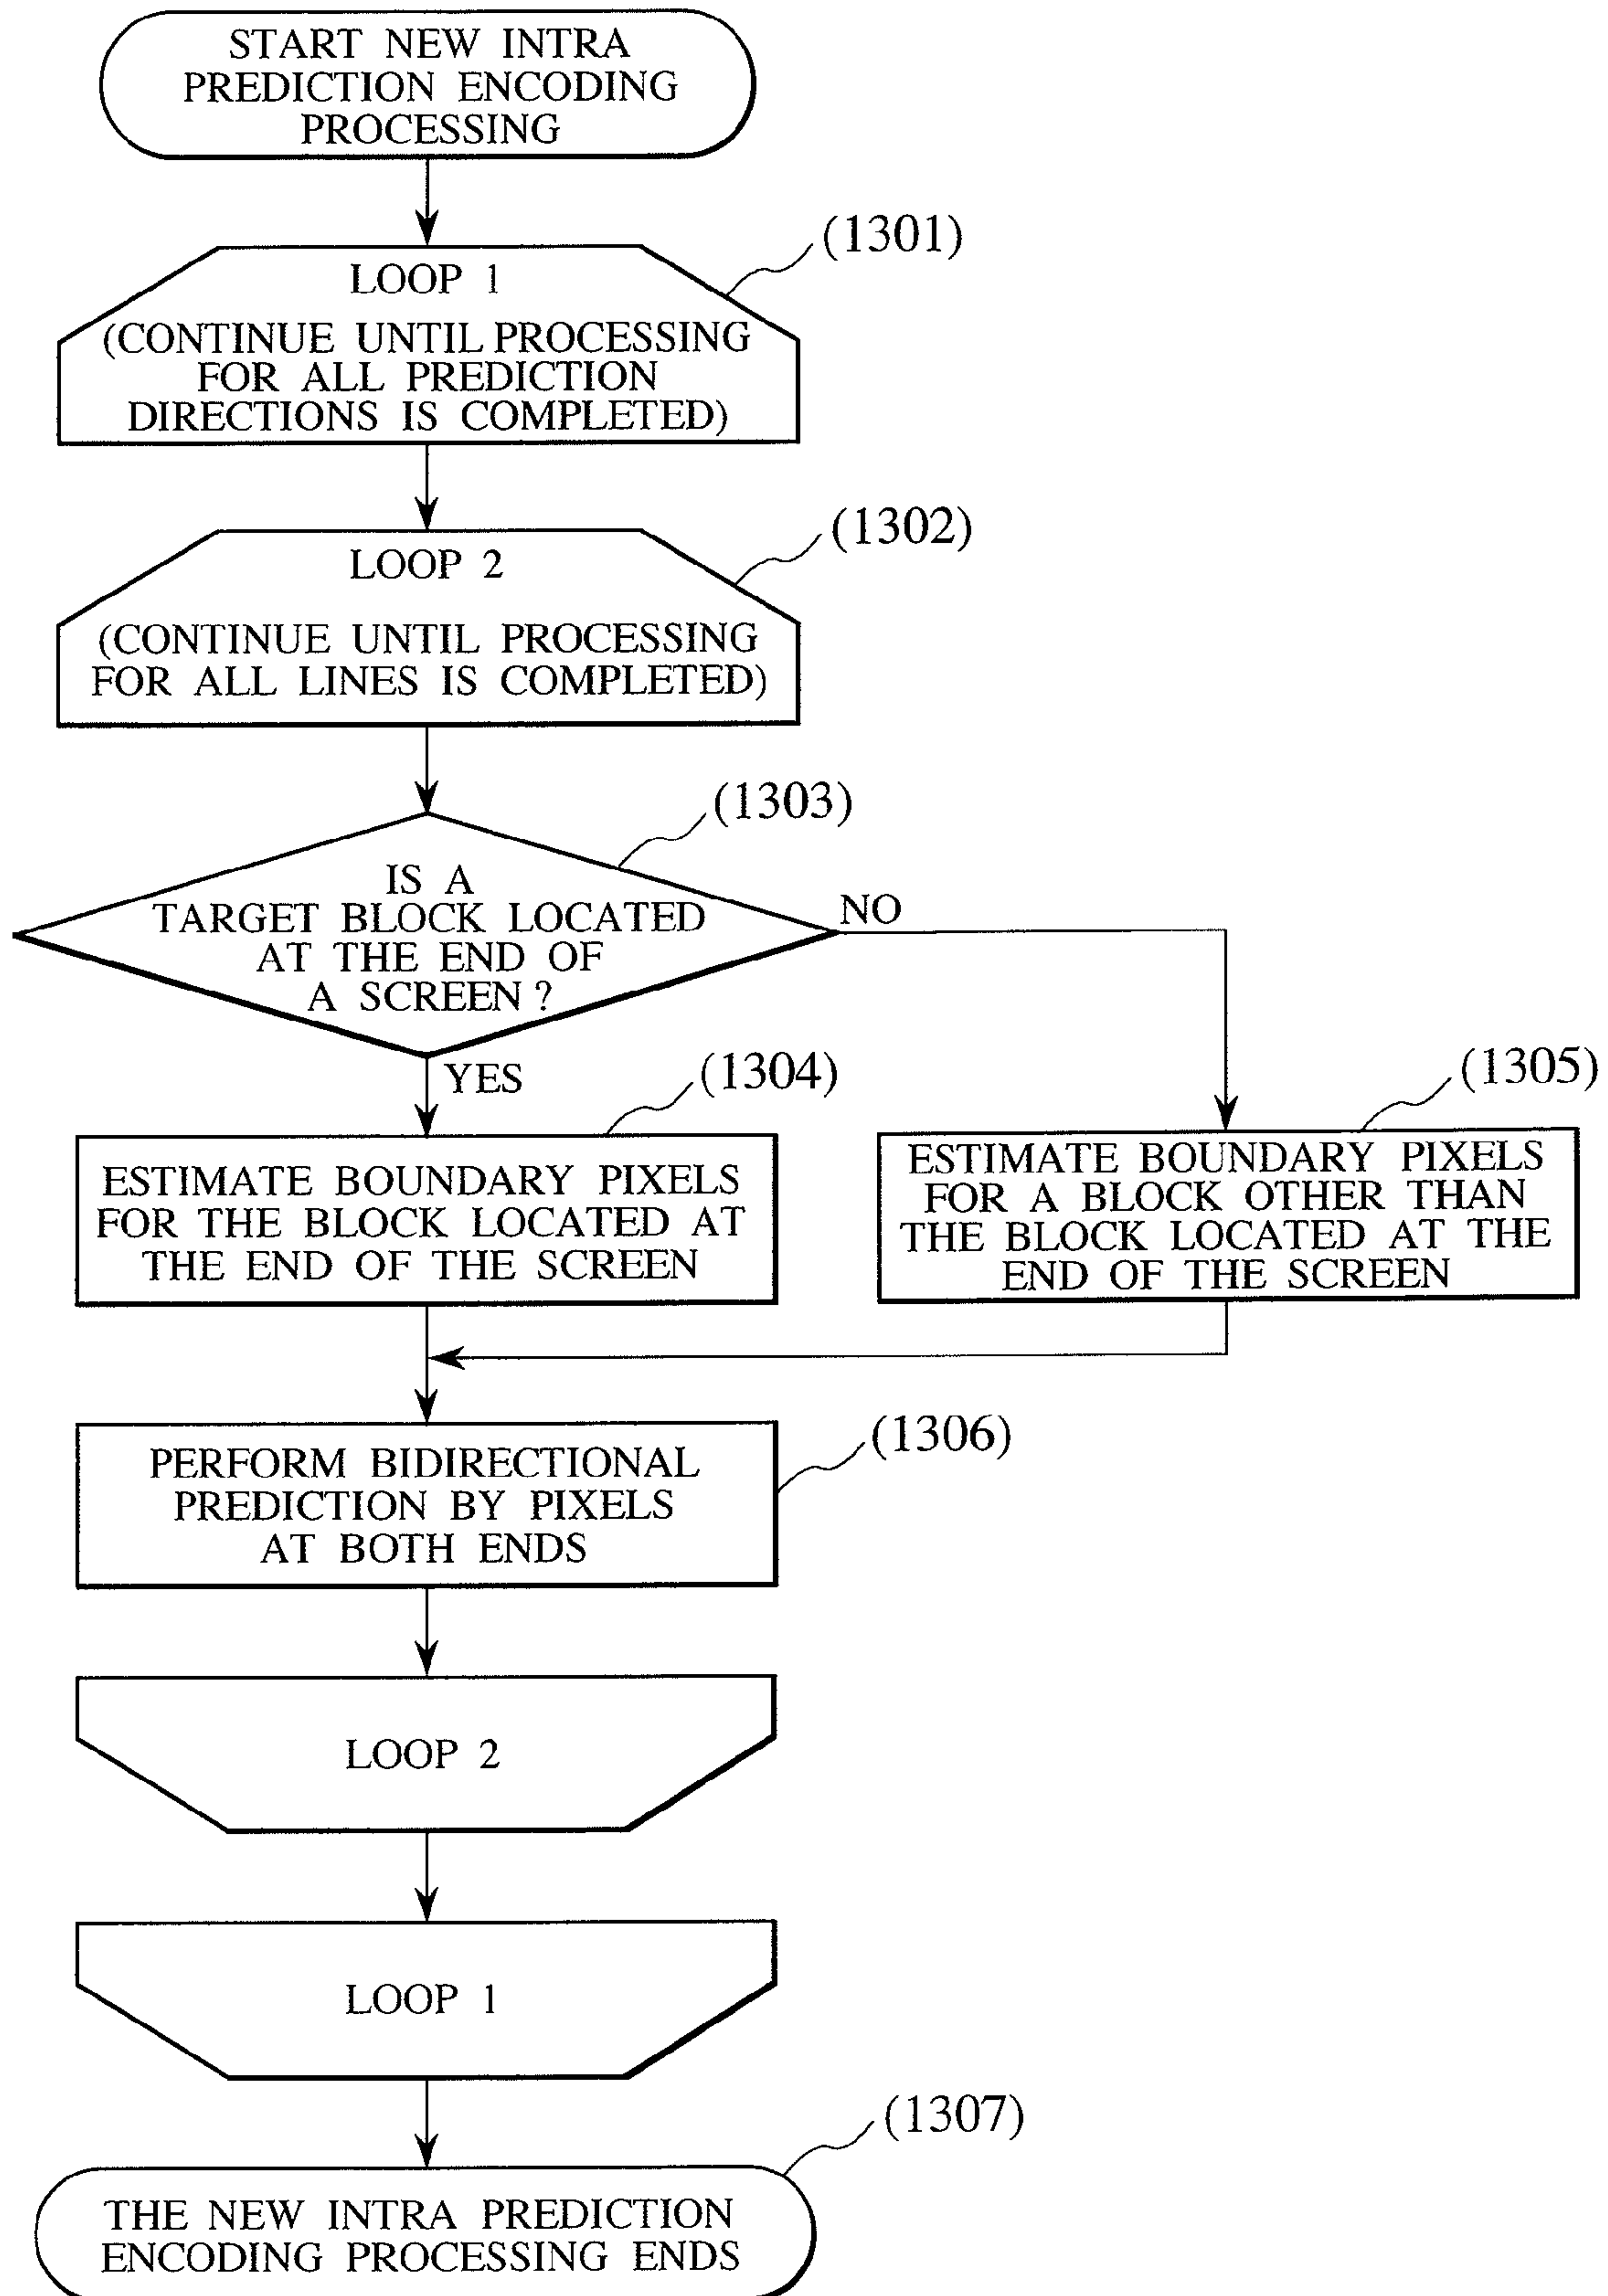 START NEW INTRA
PREDICTION ENCODING
PROCESSING
(1301)
LOOP 1
(CONTINUE UNTIL PROCESSING
FOR ALL PREDICTION
DIRECTIONS IS COMPLETED)
(1302)
LOOP 2
(CONTINUE UNTIL PROCESSING
FOR ALL LINES IS COMPLETED)
(1303)
IS A
TARGET BLOCK LOCATED
AT THE END OF
A SCREEN ?
NO
YES
(1304)
ESTIMATE BOUNDARY PIXELS
FOR THE BLOCK LOCATED AT
THE END OF THE SCREEN
(1305)
ESTIMATE BOUNDARY PIXELS
FOR A BLOCK OTHER THAN
THE BLOCK LOCATED AT THE
END OF THE SCREEN
(1306)
PERFORM BIDIRECTIONAL
PREDICTION BY PIXELS
AT BOTH ENDS
LOOP 2
LOOP 1
(1307)
THE NEW INTRA PREDICTION
ENCODING PROCESSING ENDS